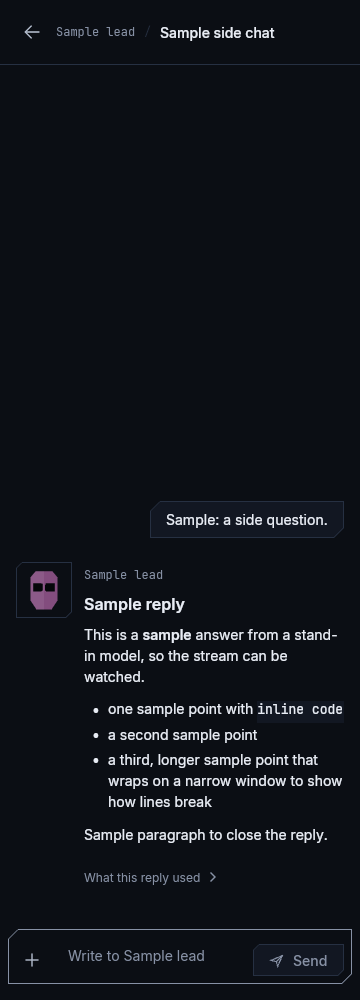 Sample lead / Sample side chat
Sample: a side question.
Sample lead
Sample reply
This is a sample answer from a stand-
in model, so the stream can be
watched.
• one sample point with inline code
• a second sample point
• a third, longer sample point that
wraps on a narrow window to show
how lines break
Sample paragraph to close the reply.
What this reply used
Write to Sample lead
Send